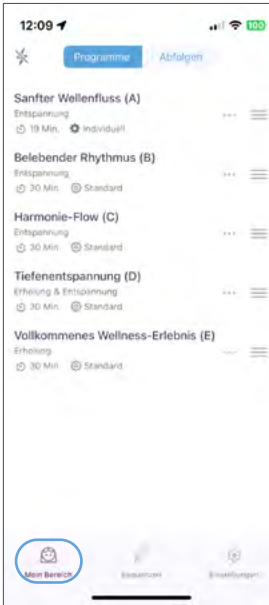 12:09
100
Programme Abfolgen
Sanfter Wellenfluss (A)
Entspannung
19 Min. Individuell
Belebender Rhythmus (B)
Entspannung
30 Min. Standard
Harmonie-Flow (C)
Entspannung
30 Min. Standard
Tiefenentspannung (D)
Erholung & Entspannung
30 Min. Standard
Vollkommenes Wellness-Erlebnis (E)
Erholung
30 Min. Standard
Mein Bereich Sequenzen Einstellungen